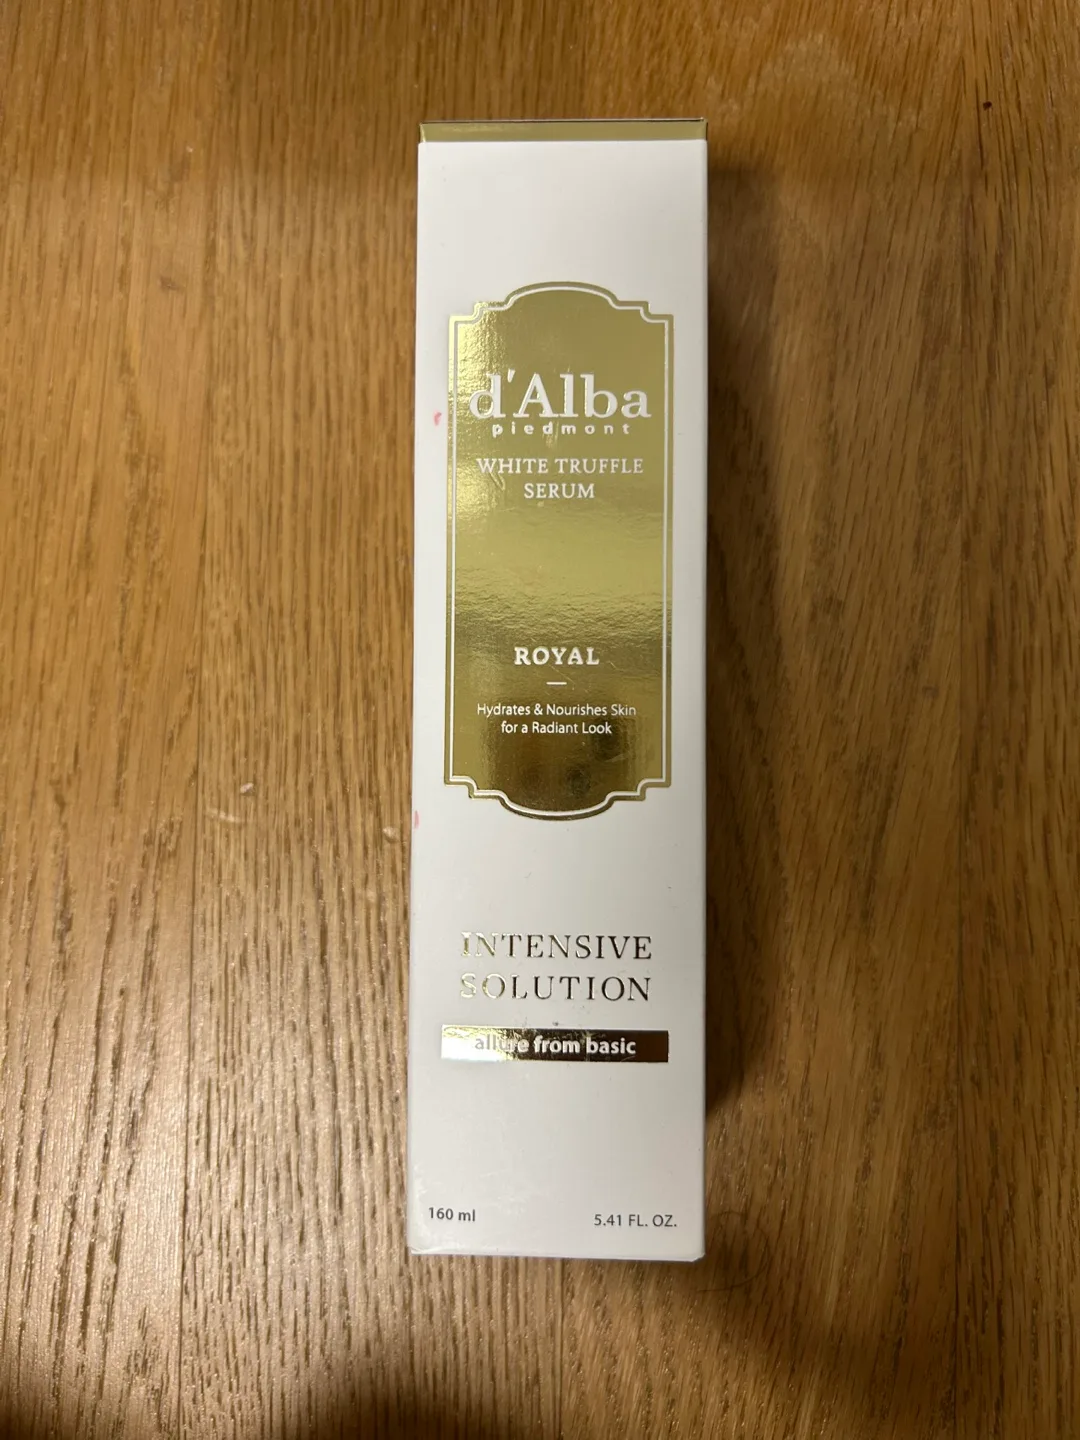 d'Alba
piedmont
WHITE TRUFFLE
SERUM
ROYAL
Hydrates & Nourishes Skin
for a Radiant Look
INTENSIVE
SOLUTION
allure from basic
160 ml
5.41 FL. OZ.